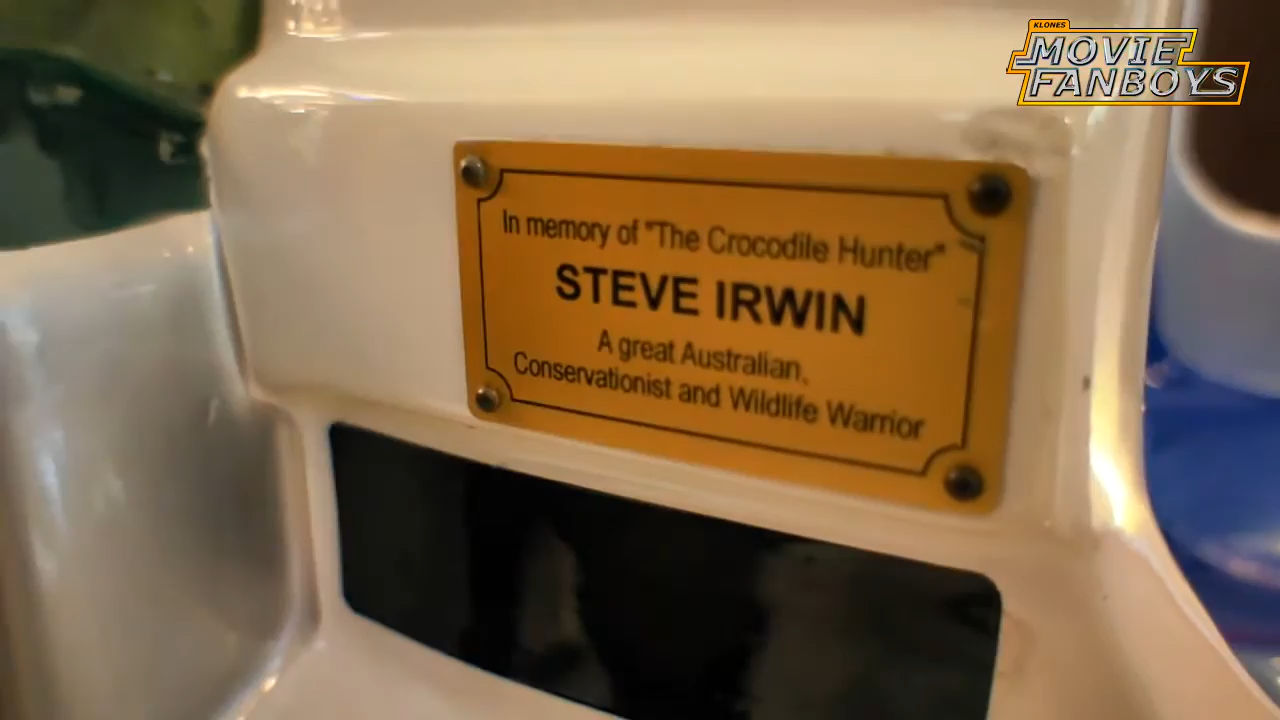 KLONES
MOVIE
FANBOYS
In memory of "The Crocodile Hunter"
STEVE IRWIN
A great Australian,
Conservationist and Wildlife Warrior